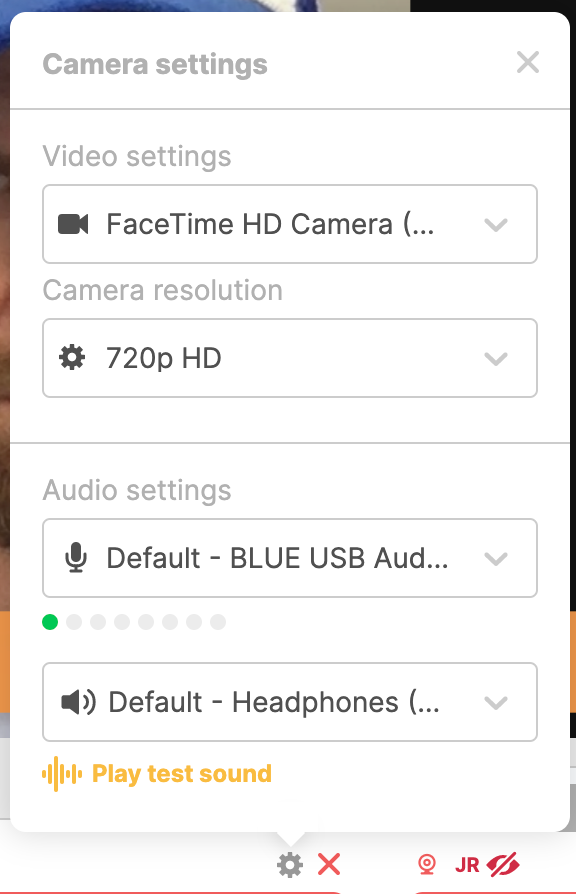 Camera settings
Video settings
FaceTime HD Camera (...
Camera resolution
720p HD
Audio settings
Default - BLUE USB Aud...
Default - Headphones (...
Play test sound
JR